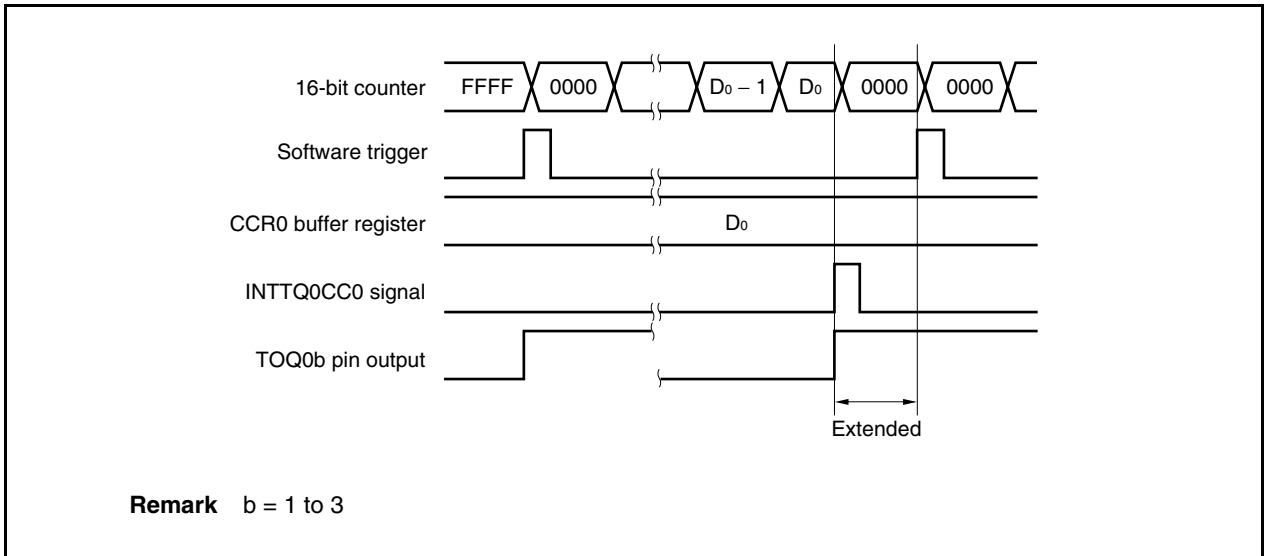 16-bit counter FFFF 0000 D0 − 1 D0 0000 0000
Software trigger
CCR0 buffer register D0
INTTQ0CC0 signal
TOQ0b pin output
Extended
Remark b = 1 to 3